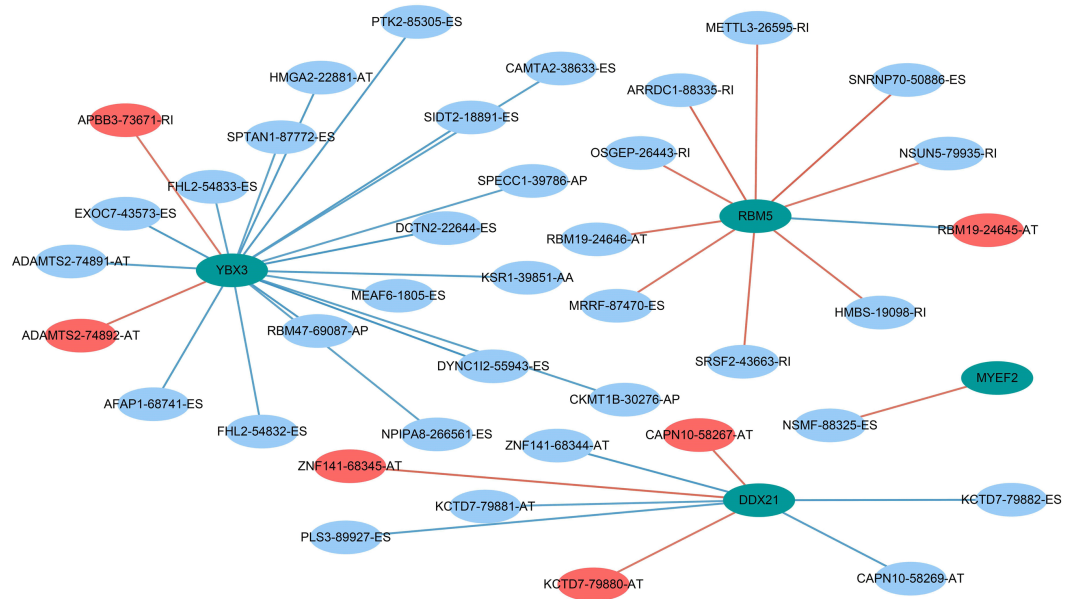 PTK2-85305-ES
METTL3-26595-RI
CAMTA2-38633-ES
HMGA2-22881-AT
SNRNP70-50886-ES
ARRDC1-88335-RI
APBB3-73671-RI
SIDT2-18891-ES
SPTAN1-87772-ES
OSGEP-26443-RI
NSUN5-79935-RI
SPECC1-39786-AP
FHL2-54833-ES
EXOC7-43573-ES
RBM5
DCTN2-22644-ES
RBM19-24645-AT
RBM19-24646-AT
ADAMTS2-74891-AT
YBX3
KSR1-39851-AA
MEAF6-1805-ES
MRRF-87470-ES
HMBS-19098-RI
RBM47-69087-AP
ADAMTS2-74892-AT
SRSF2-43663-RI
DYNC1I2-55943-ES
MYEF2
CKMT1B-30276-AP
AFAP1-68741-ES
NSMF-88325-ES
FHL2-54832-ES
NPIPA8-266561-ES
CAPN10-58267-AT
ZNF141-68344-AT
ZNF141-68345-AT
DDX21
KCTD7-79882-ES
KCTD7-79881-AT
PLS3-89927-ES
CAPN10-58269-AT
KCTD7-79880-AT